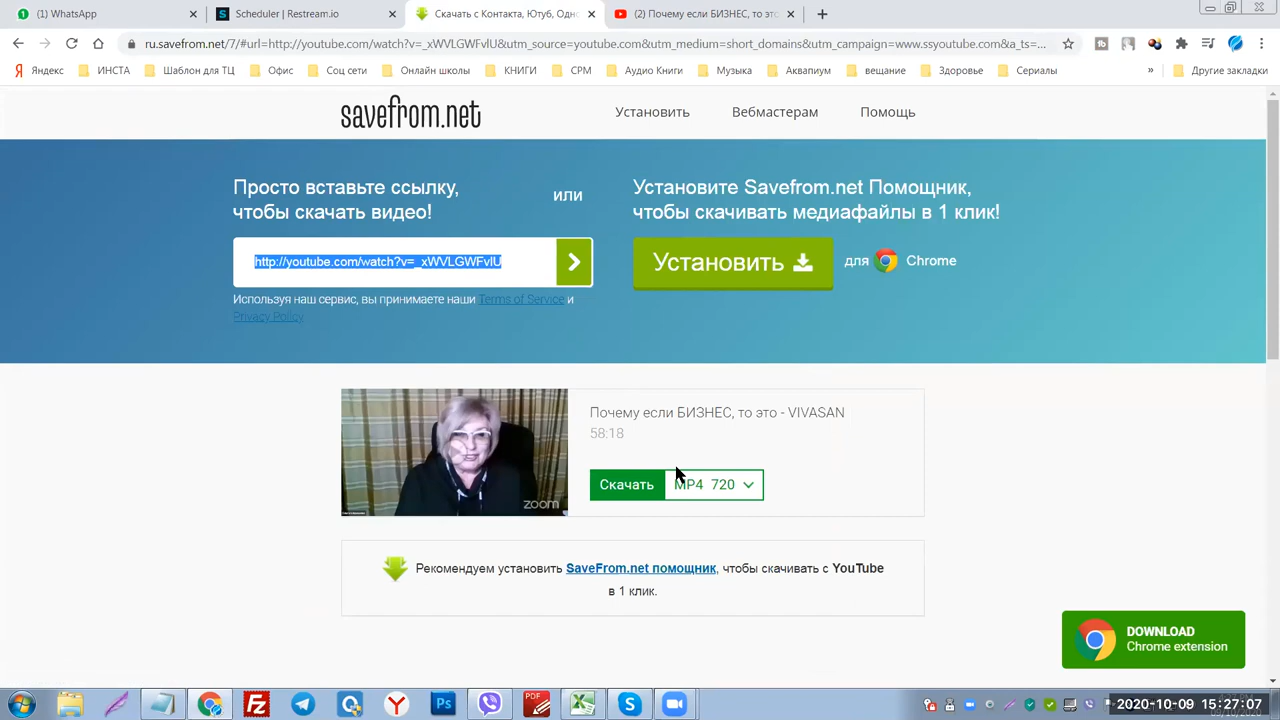 (1) WhatsApp
Scheduler | Restream.io
Скачать с Контакта, Ютуб, Одно
(2) Почему если БИЗНЕС, то это
ru.savefrom.net/7/#url=http://youtube.com/watch?v=_xWVLGWFvlU&utm_source=youtube.com&utm_medium=short_domains&utm_campaign=www.ssyoutube.com&a_ts=...
Яндекс
ИНСТА
Шаблон для ТЦ
Офис
Соц сети
Онлайн школы
КНИГИ
СРМ
Аудио Книги
Музыка
Аквапиум
вещание
Здоровье
Сериалы
»
Другие закладки
savefrom.net
Установить
Вебмастерам
Помощь
Просто вставьте ссылку,
чтобы скачать видео!
или
Установите Savefrom.net Помощник,
чтобы скачивать медиафайлы в 1 клик!
http://youtube.com/watch?v=_xWVLGWFvlU
Установить
для
Chrome
Используя наш сервис, вы принимаете наши Terms of Service и
Privacy Policy
Почему если БИЗНЕС, то это - VIVASAN
58:18
Скачать
MP4 720
zoom
Рекомендуем установить SaveFrom.net помощник, чтобы скачивать с YouTube
в 1 клик.
DOWNLOAD
Chrome extension
Fz
Ps
PDF
2020-10-09 15:27:07